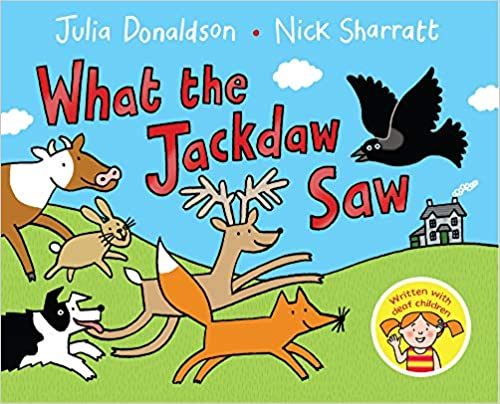 Julia Donaldson • Nick Sharratt
What the
Jackdaw
Saw
Written with
deaf children